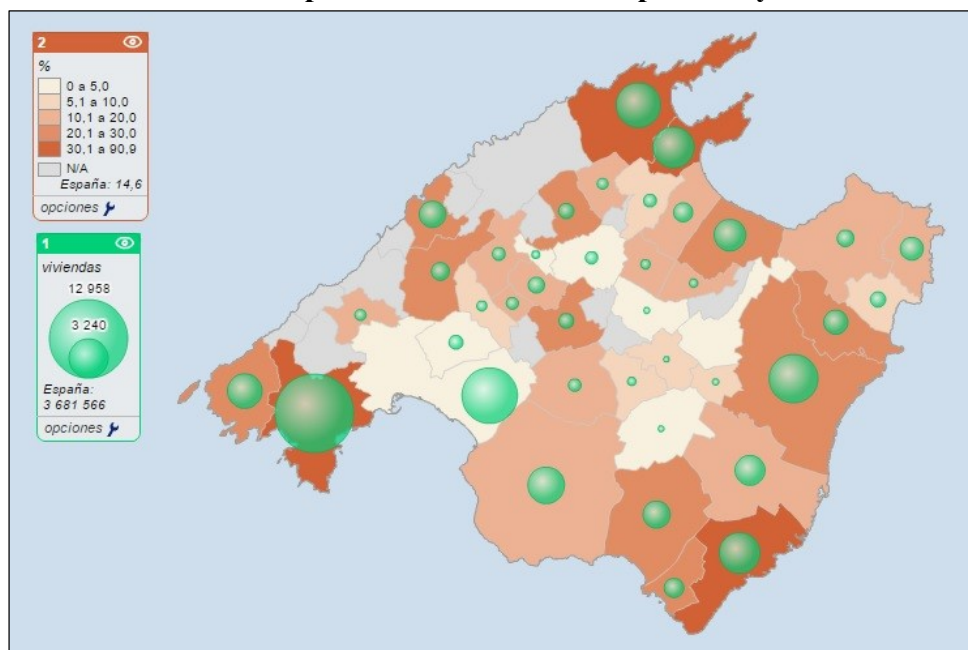 2
%
0 a 5,0
5,1 a 10,0
10,1 a 20,0
20,1 a 30,0
30,1 a 90,9
N/A
España: 14,6
opciones
1
viviendas
12 958
3 240
España:
3 681 566
opciones